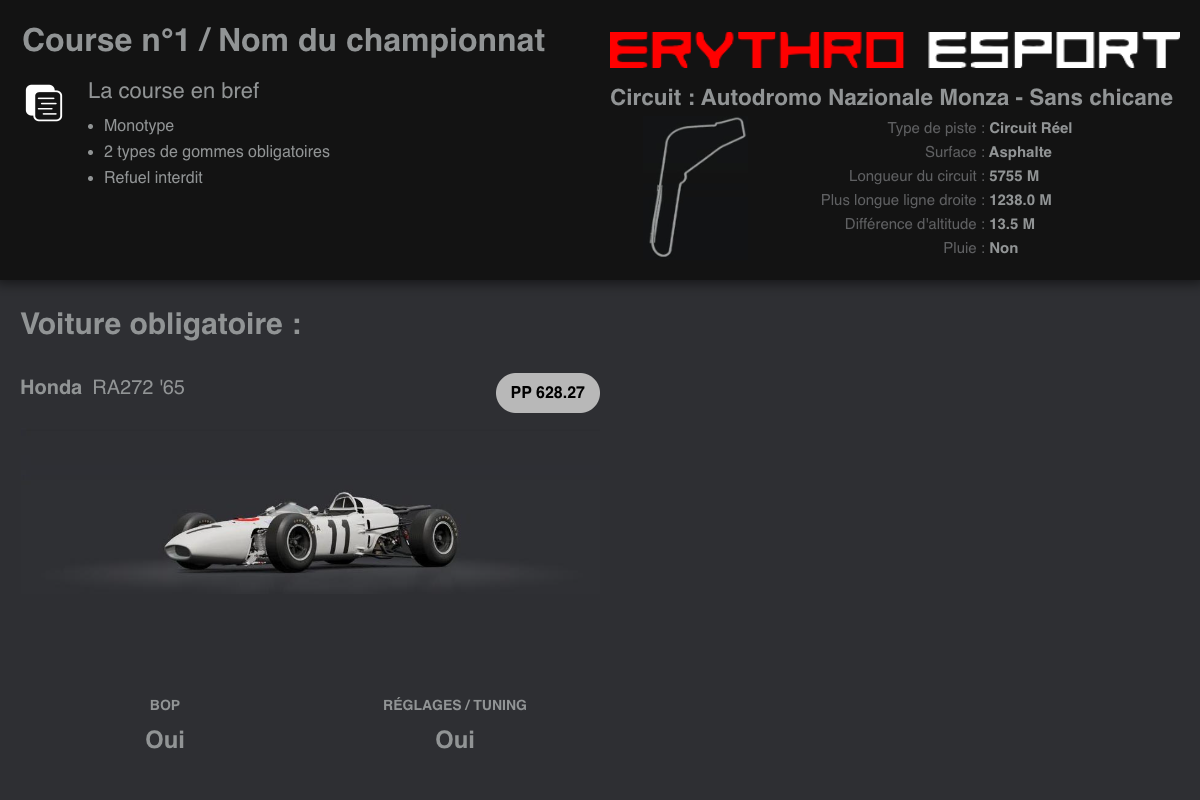 Course n°1 / Nom du championnat
La course en bref
Monotype
2 types de gommes obligatoires
Refuel interdit
ERYTHRO ESPORT
Circuit : Autodromo Nazionale Monza - Sans chicane
Type de piste : Circuit Réel
Surface : Asphalte
Longueur du circuit : 5755 M
Plus longue ligne droite : 1238.0 M
Différence d'altitude : 13.5 M
Pluie : Non
Voiture obligatoire :
Honda RA272 '65
PP 628.27
11
BOP
RÉGLAGES / TUNING
Oui
Oui